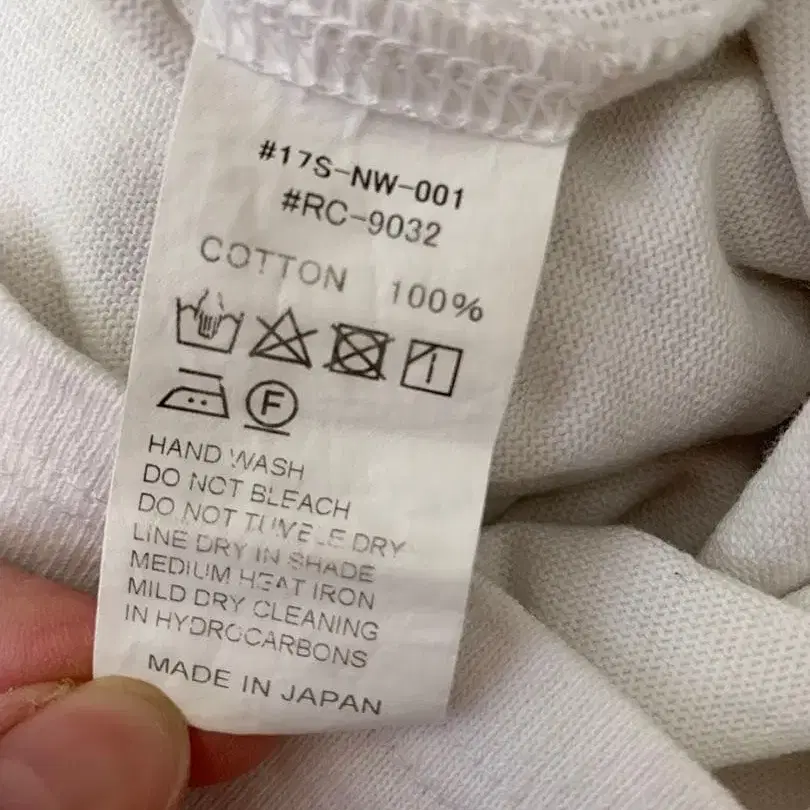 #17S-NW-001
#RC-9032
COTTON 100%
F
HAND WASH
DO NOT BLEACH
DO NOT TUMBLE DRY
LINE DRY IN SHADE
MEDIUM HEAT IRON
MILD DRY CLEANING
IN HYDROCARBONS
MADE IN JAPAN